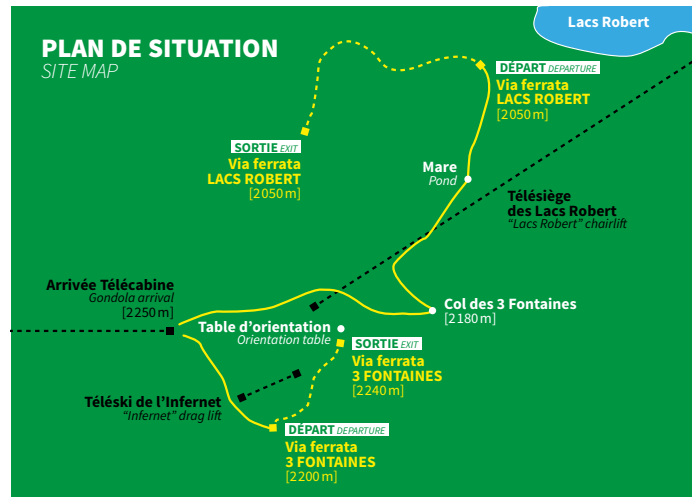 PLAN DE SITUATION
SITE MAP
Lacs Robert
DÉPART DEPARTURE
Via ferrata
LACS ROBERT
[2050 m]
SORTIE EXIT
Via ferrata
LACS ROBERT
[2050 m]
Mare
Pond
Télésiège
des Lacs Robert
“Lacs Robert” chairlift
Arrivée Télécabine
Gondola arrival
[2250 m]
Col des 3 Fontaines
[2180 m]
Table d’orientation
Orientation table
SORTIE EXIT
Via ferrata
3 FONTAINES
[2240 m]
Téléski de l’Infernet
“Infernet” drag lift
DÉPART DEPARTURE
Via ferrata
3 FONTAINES
[2200 m]